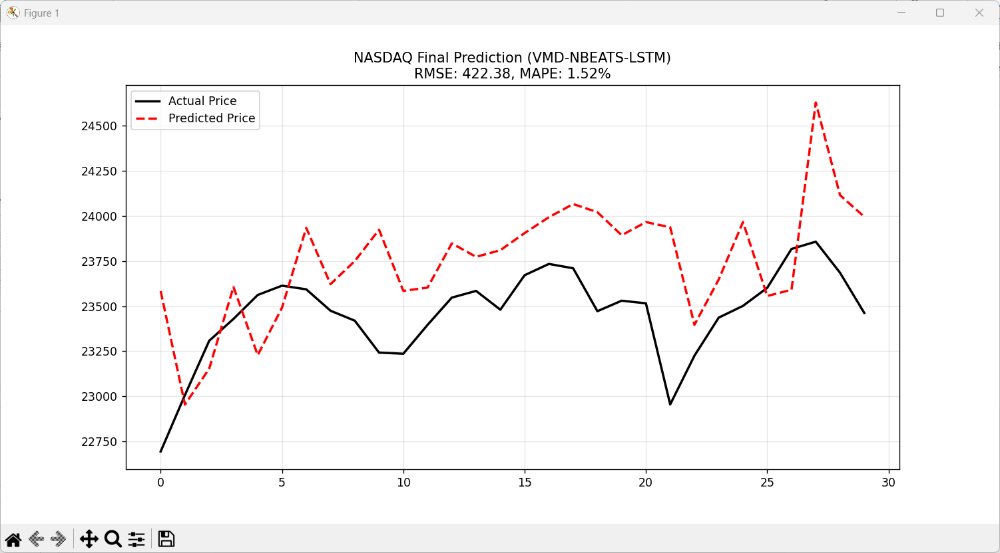 Figure 1
NASDAQ Final Prediction (VMD-NBEATS-LSTM)
RMSE: 422.38, MAPE: 1.52%
Actual Price
Predicted Price
24500
24250
24000
23750
23500
23250
23000
22750
0 5 10 15 20 25 30